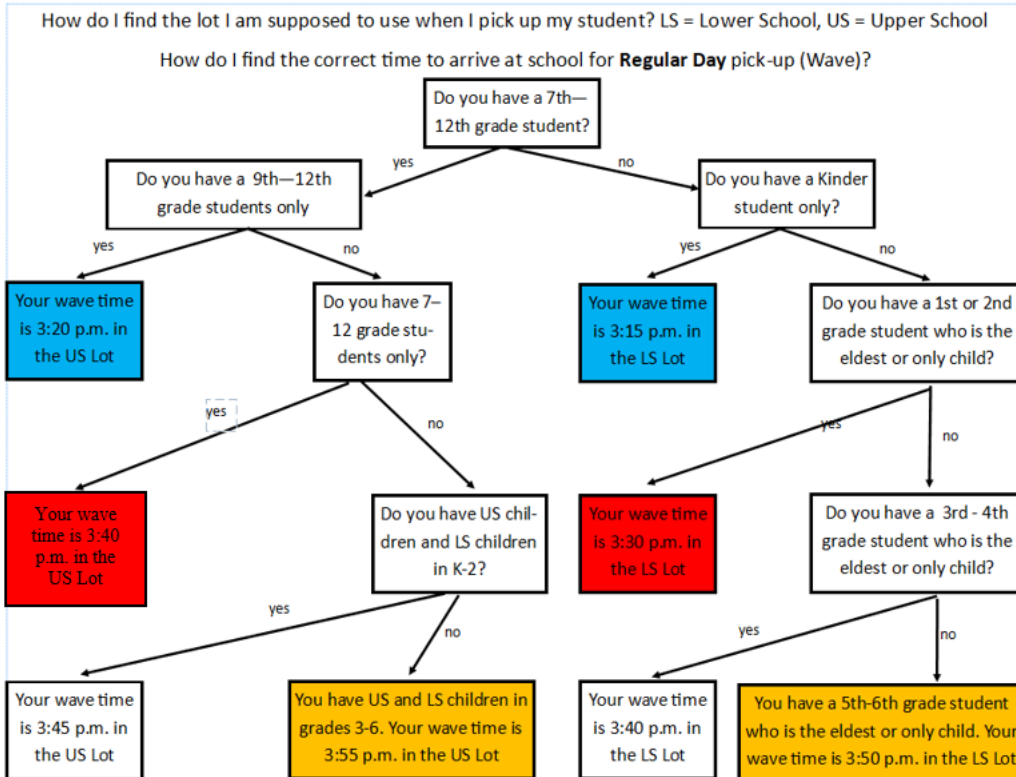 How do I find the lot I am supposed to use when I pick up my student? LS = Lower School, US = Upper School
How do I find the correct time to arrive at school for Regular Day pick-up (Wave)?
Do you have a 7th—
12th grade student?
yes
no
Do you have a 9th—12th
grade students only
Do you have a Kinder
student only?
yes
no
yes
no
Your wave time
is 3:20 p.m. in
the US Lot
Do you have 7–
12 grade stu-
dents only?
Your wave time
is 3:15 p.m. in
the LS Lot
Do you have a 1st or 2nd
grade student who is the
eldest or only child?
yes
no
yes
no
Your wave
time is 3:40
p.m. in the
US Lot
Do you have US chil-
dren and LS children
in K-2?
Your wave time
is 3:30 p.m. in
the LS Lot
Do you have a 3rd - 4th
grade student who is the
eldest or only child?
yes
no
yes
no
Your wave time
is 3:45 p.m. in
the US Lot
You have US and LS children in
grades 3-6. Your wave time is
3:55 p.m. in the US Lot
Your wave time
is 3:40 p.m. in
the LS Lot
You have a 5th-6th grade student
who is the eldest or only child. Your
wave time is 3:50 p.m. in the LS Lot